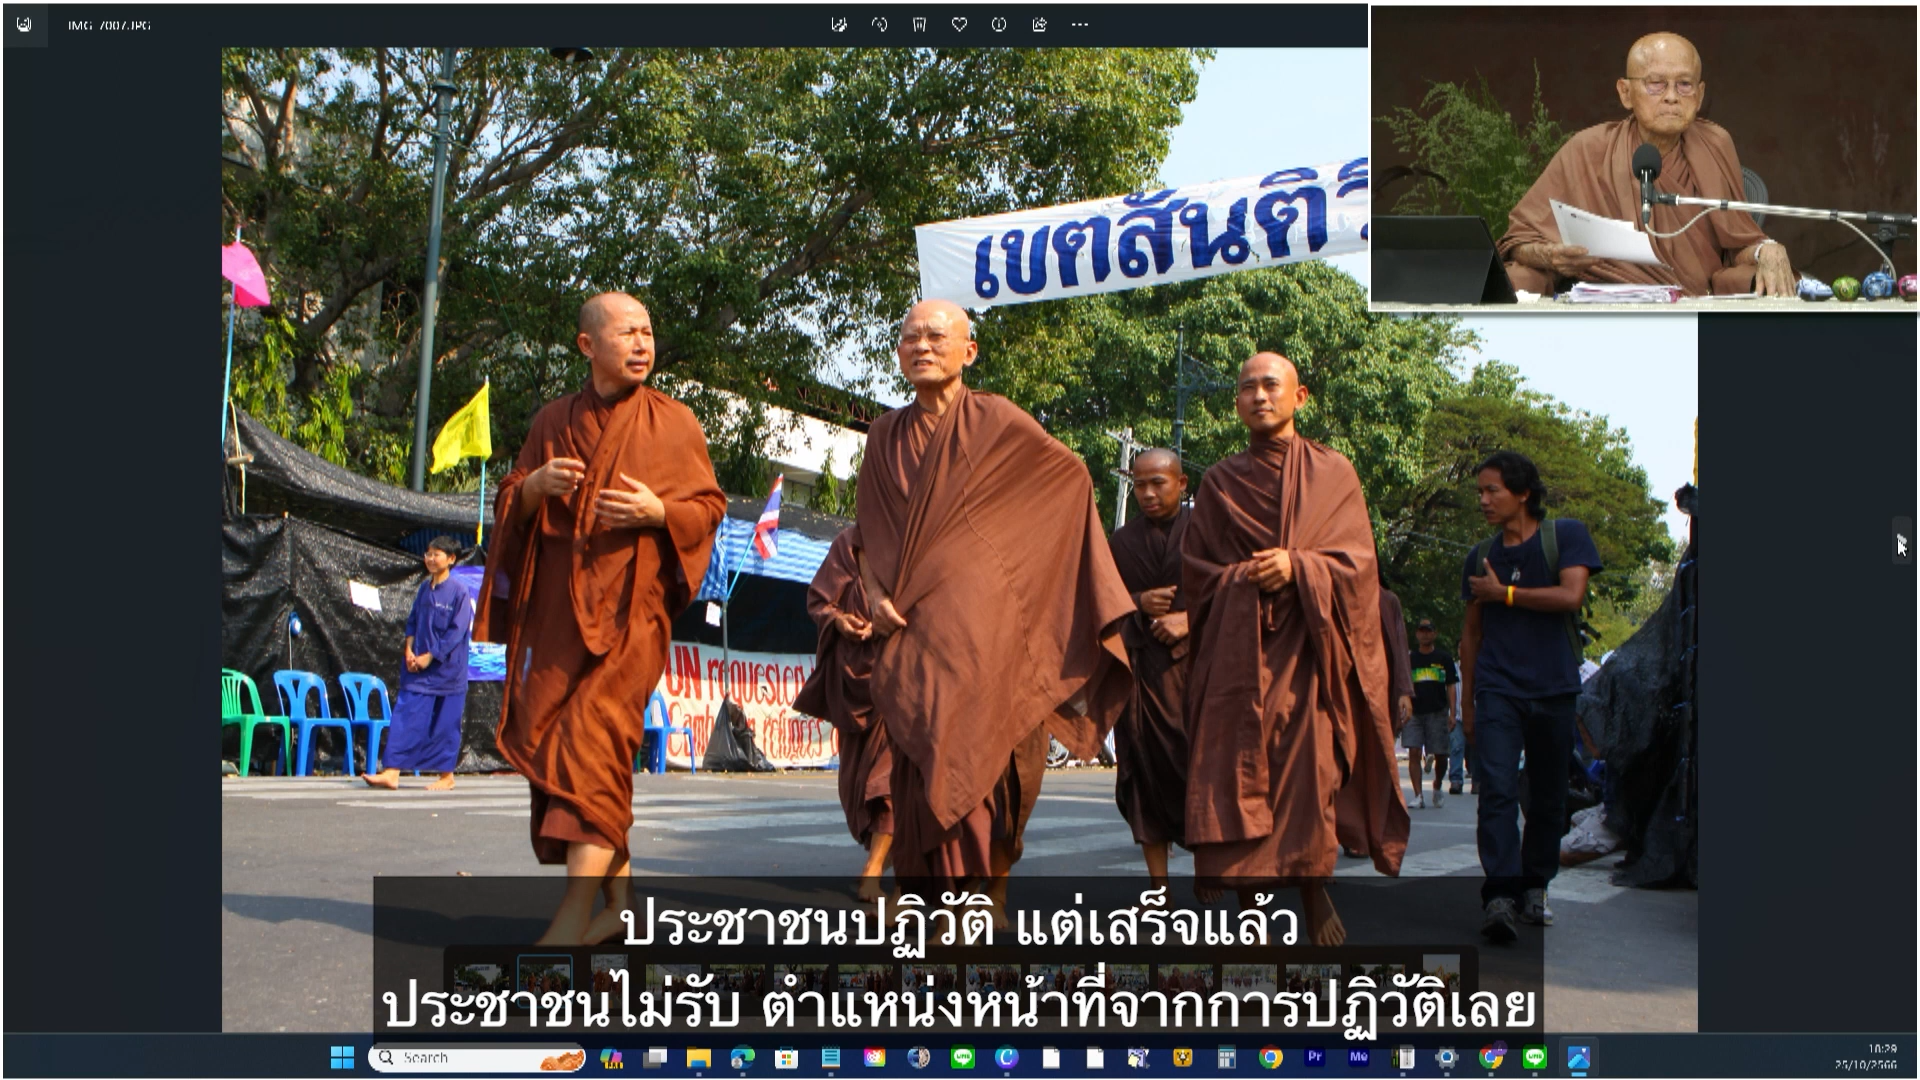 IMG_7007.JPG
เขตสันติ
UN request
refugees
ประชาชนปฏิวัติ แต่เสร็จแล้ว
ประชาชนไม่รับ ตำแหน่งหน้าที่จากการปฏิวัติเลย
Search
18:29
25/10/2566